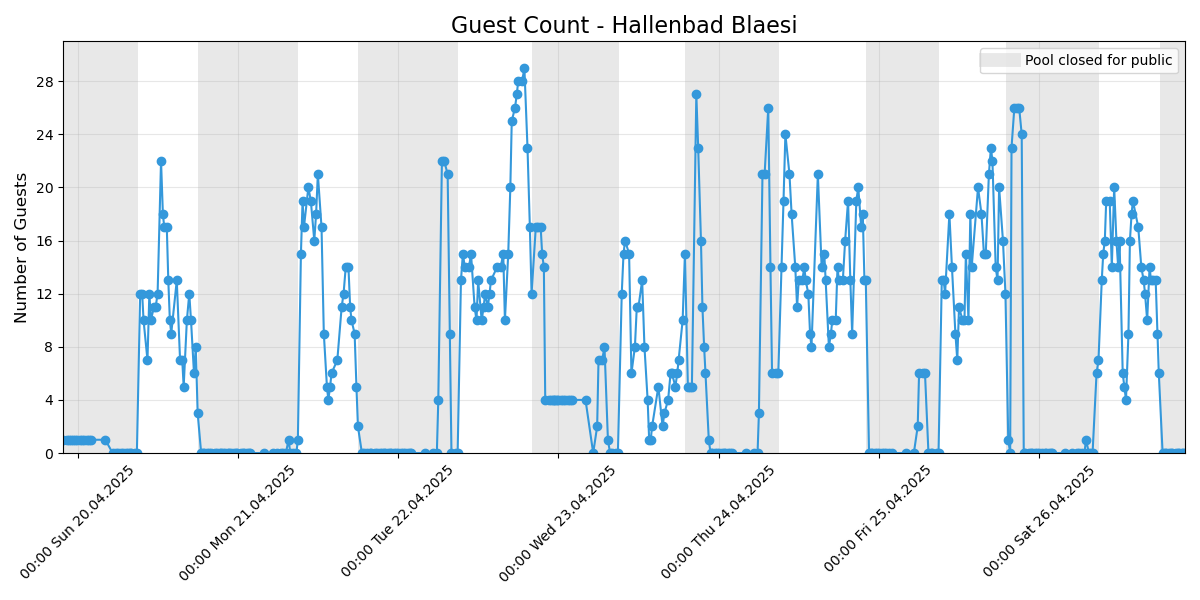 Guest Count - Hallenbad Blaesi
Pool closed for public
Number of Guests
28
24
20
16
12
8
4
0
00:00 Sun 20.04.2025
00:00 Mon 21.04.2025
00:00 Tue 22.04.2025
00:00 Wed 23.04.2025
00:00 Thu 24.04.2025
00:00 Fri 25.04.2025
00:00 Sat 26.04.2025